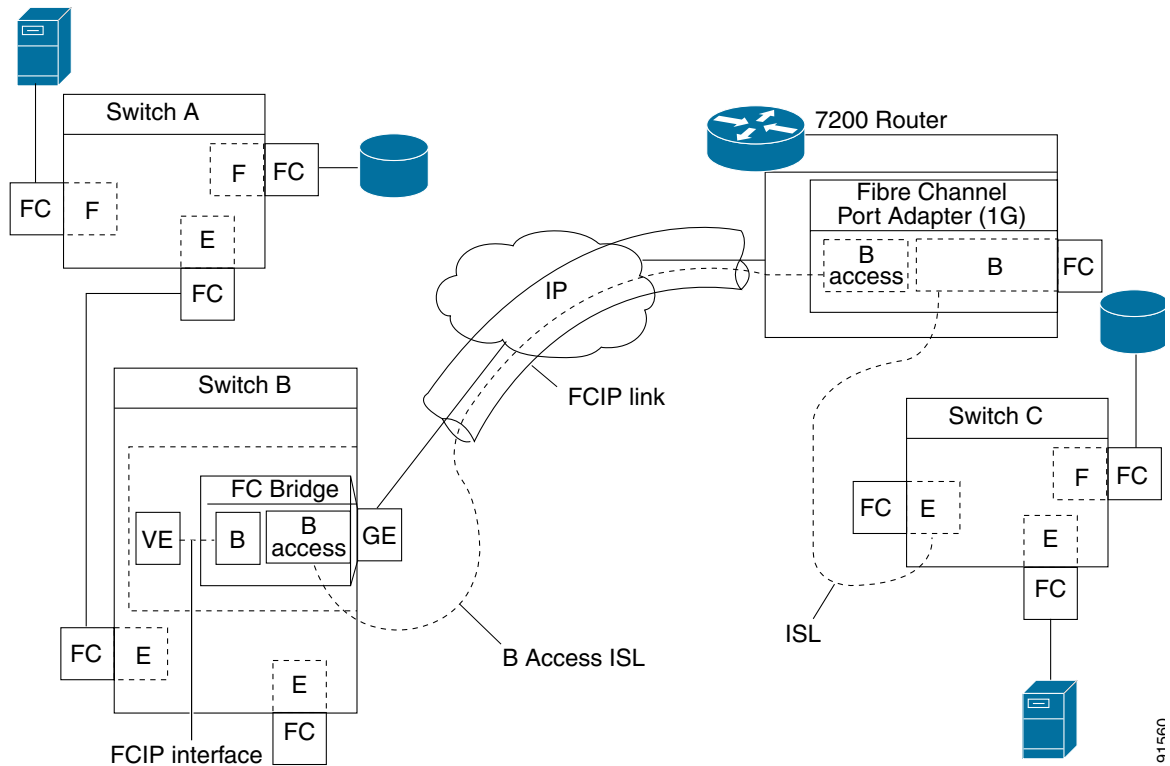 Switch A
F
FC
FC
F
E
FC
7200 Router
Fibre Channel
Port Adapter (1G)
B
access
B
FC
IP
FCIP link
Switch B
FC Bridge
VE
B
B
access
GE
FC
E
E
FC
FCIP interface
B Access ISL
Switch C
F
FC
FC
E
E
FC
ISL
91560